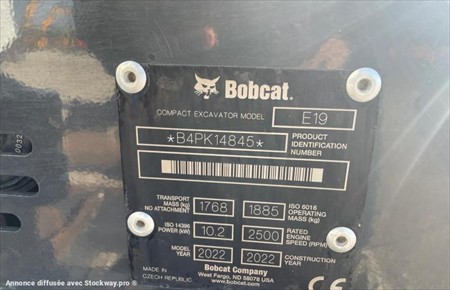 Bobcat.
COMPACT EXCAVATOR MODEL E19
*B4PK14845* PRODUCT IDENTIFICATION NUMBER
TRANSPORT MASS (kg) NO ATTACHMENT 1768 1885 ISO 6016 OPERATING MASS (kg)
ISO 14396 POWER (kW) 10.2 2500 RATED ENGINE SPEED (RPM)
MODEL YEAR 2022 2022 CONSTRUCTION YEAR
MADE IN CZECH REPUBLIC
Bobcat Company
West Fargo, ND 58078 USA
www.bobcat.com
CE
0032
Annonce diffusée avec Stockway.pro ®